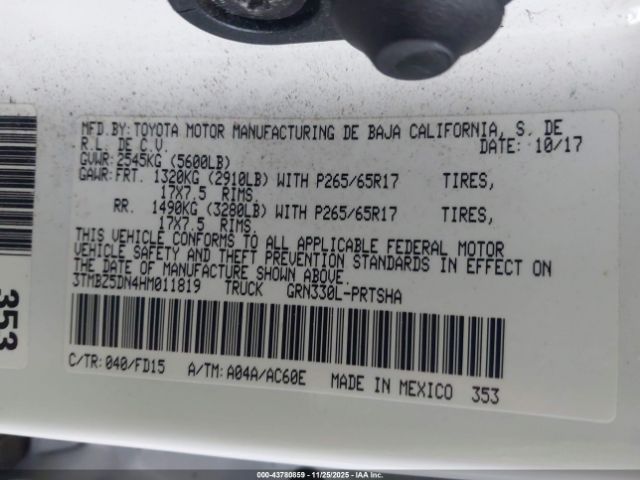 MFD.BY:TOYOTA MOTOR MANUFACTURING DE BAJA CALIFORNIA, S. DE
R.L. DE C.V. DATE: 10/17
GVWR: 2545KG (5600LB)
GAWR: FRT. 1320KG (2910LB) WITH P265/65R17 TIRES,
17X7.5 RIMS.
RR. 1490KG (3280LB) WITH P265/65R17 TIRES,
17X7.5 RIMS.
THIS VEHICLE CONFORMS TO ALL APPLICABLE FEDERAL MOTOR
VEHICLE SAFETY AND THEFT PREVENTION STANDARDS IN EFFECT ON
THE DATE OF MANUFACTURE SHOWN ABOVE.
3TMBZ5DN4HM011819 TRUCK GRN330L-PRTSHA
C/TR:040/FD15 A/TM:A04A/AC60E MADE IN MEXICO 353
353
000-43780859 - 11/25/2025 - IAAI.COM